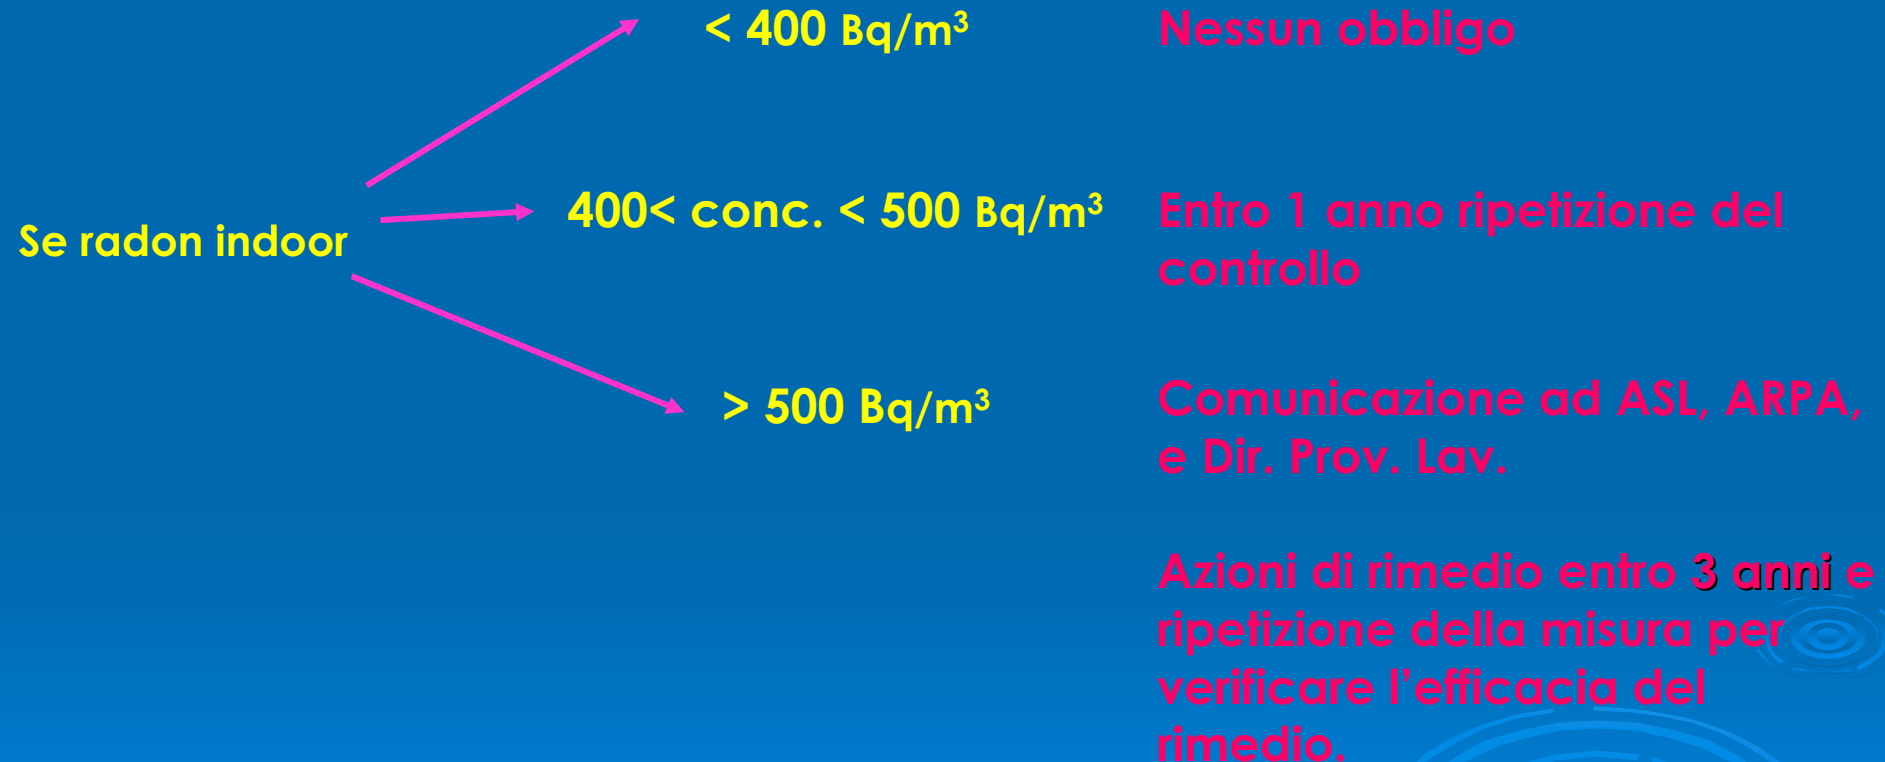 < 400 Bq/m³ Nessun obbligo
Se radon indoor
400< conc. < 500 Bq/m³ Entro 1 anno ripetizione del
controllo
> 500 Bq/m³ Comunicazione ad ASL, ARPA,
e Dir. Prov. Lav.
Azioni di rimedio entro 3 anni e
ripetizione della misura per
verificare l’efficacia del
rimedio.